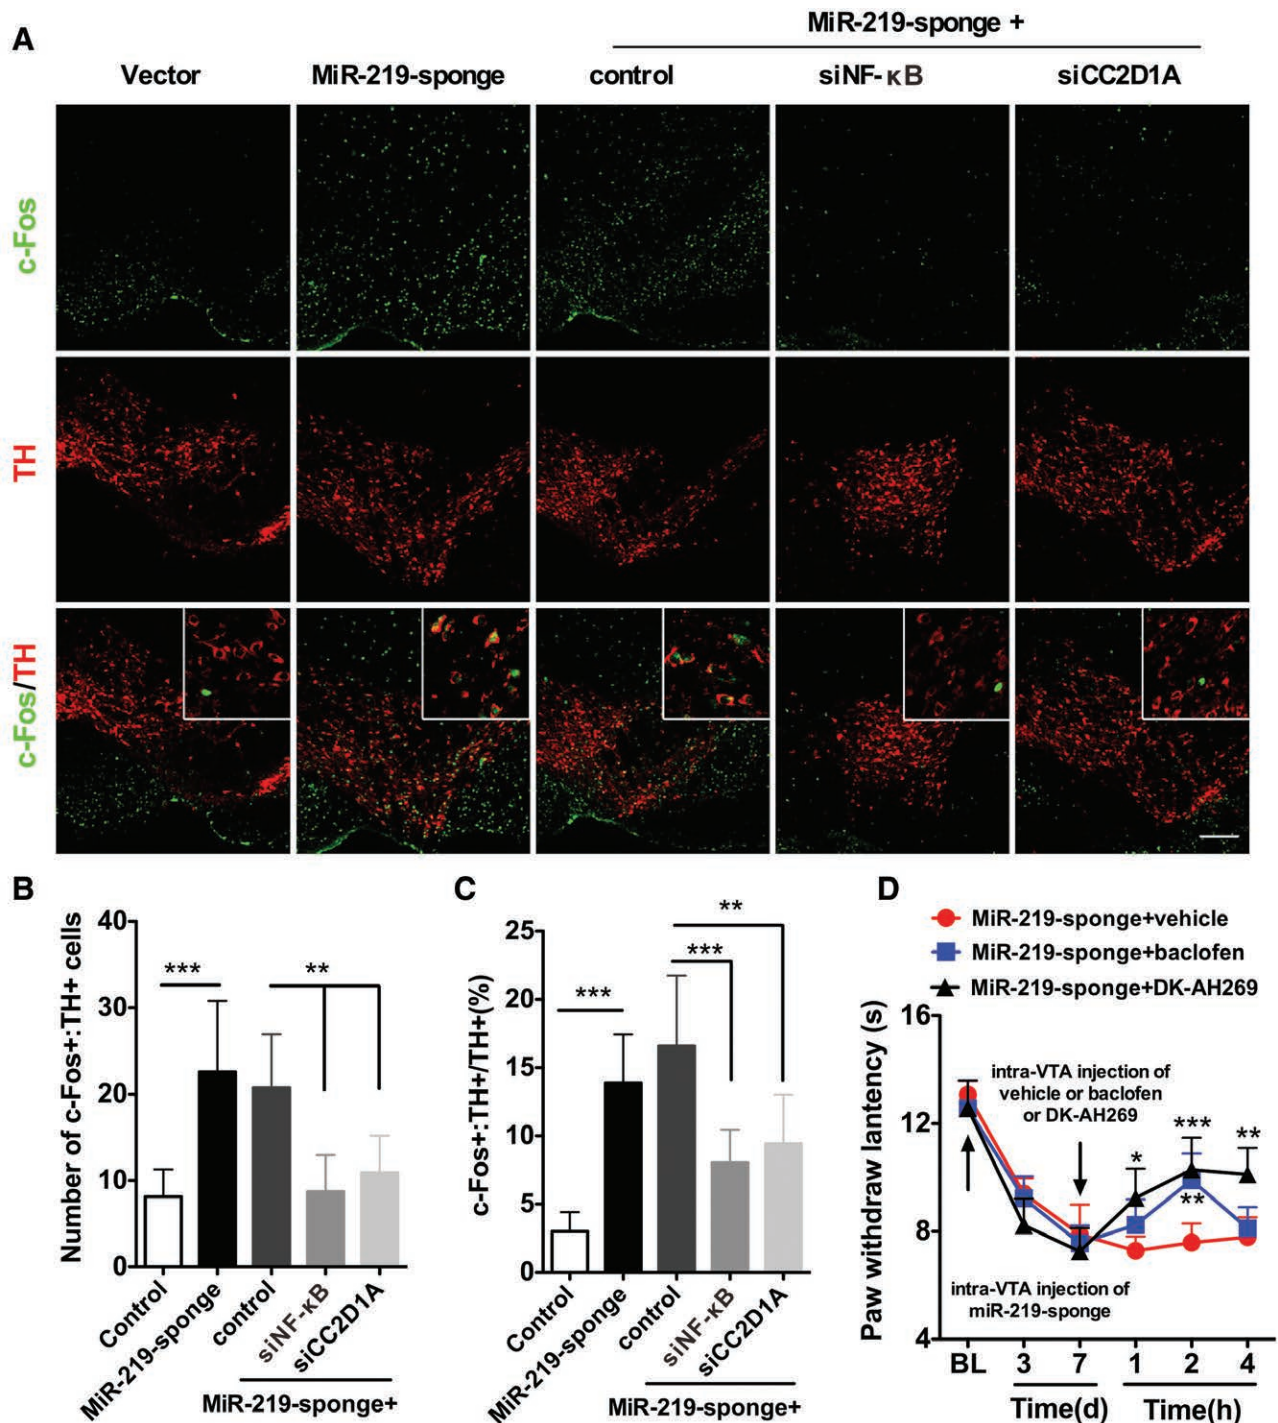 A
MiR-219-sponge +
Vector
MiR-219-sponge
control
siNF-κB
siCC2D1A
c-Fos
TH
c-Fos/TH
B
Number of c-Fos+:TH+ cells
40
30
20
10
0
***
**
Control
MiR-219-sponge
control
siNF-κB
siCC2D1A
MiR-219-sponge+
C
c-Fos+:TH+/TH+(%)
25
20
15
10
5
0
***
***
**
Control
MiR-219-sponge
control
siNF-κB
siCC2D1A
MiR-219-sponge+
D
MiR-219-sponge+vehicle
MiR-219-sponge+baclofen
MiR-219-sponge+DK-AH269
Paw withdraw lantency (s)
16
12
8
4
intra-VTA injection of
vehicle or baclofen
or DK-AH269
*
***
**
**
intra-VTA injection of
miR-219-sponge
BL 3 7 1 2 4
Time(d) Time(h)